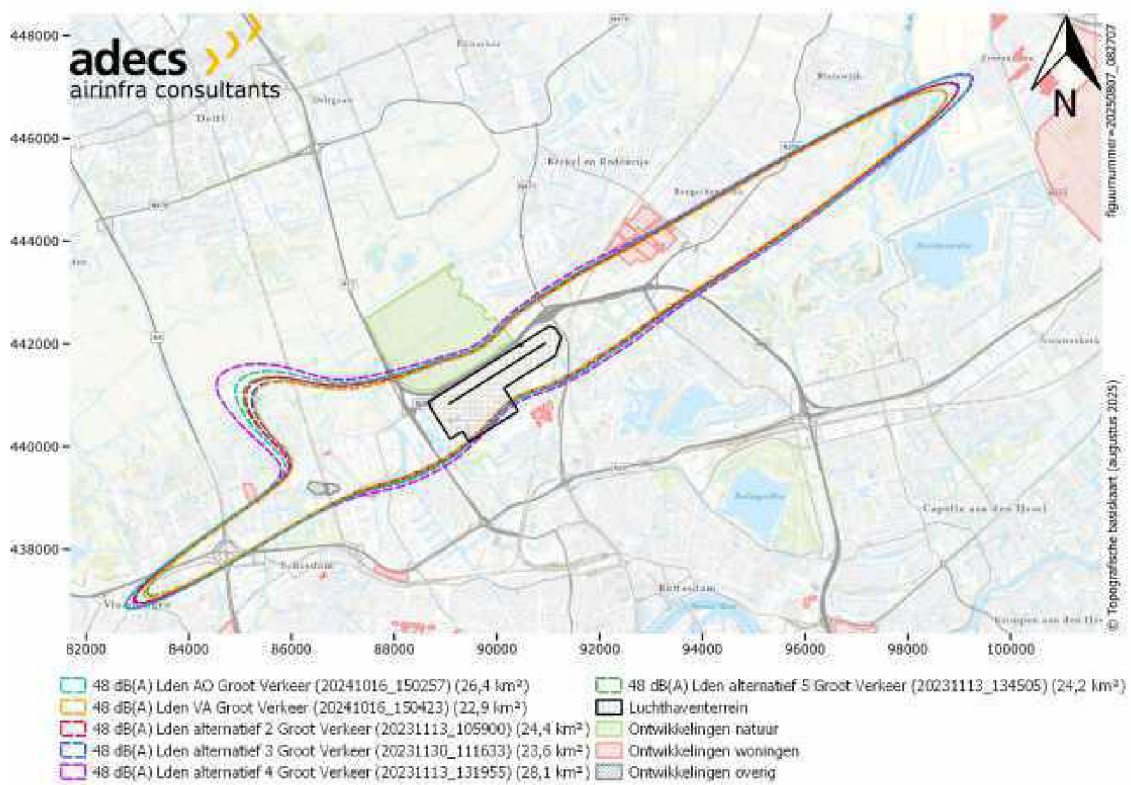 adecs
airinfra consultants
N
figuurnummer=20250807_082707
© Topografische basiskaart (augustus 2025)
448000
446000
444000
442000
440000
438000
82000 84000 86000 88000 90000 92000 94000 96000 98000 100000
Delft
Bleiswijk
Berkel en Rodenrijs
Schiedam
Rotterdam
Capelle aan den IJssel
48 dB(A) Lden AO Groot Verkeer (20241016_150257) (26,4 km²)
48 dB(A) Lden VA Groot Verkeer (20241016_150423) (22,9 km²)
48 dB(A) Lden alternatief 2 Groot Verkeer (20231113_105900) (24,4 km²)
48 dB(A) Lden alternatief 3 Groot Verkeer (20231130_111633) (23,6 km²)
48 dB(A) Lden alternatief 4 Groot Verkeer (20231113_131955) (28,1 km²)
48 dB(A) Lden alternatief 5 Groot Verkeer (20231113_134505) (24,2 km²)
Luchthaventerrein
Ontwikkelingen natuur
Ontwikkelingen woningen
Ontwikkelingen overig